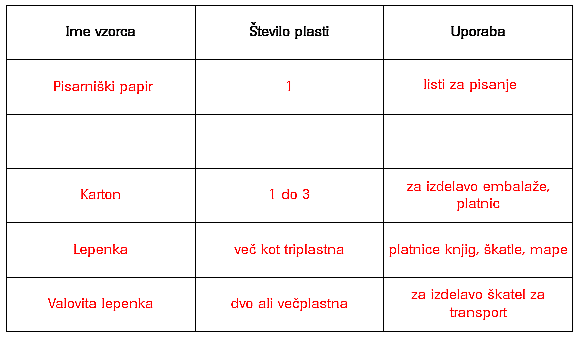 Ime vzorca Število plasti Uporaba
Pisarniški papir 1 listi za pisanje
Karton 1 do 3 za izdelavo embalaže,
platnic
Lepenka več kot triplastna platnice knjig, škatle, mape
Valovita lepenka dvo ali večplastna za izdelavo škatel za
transport